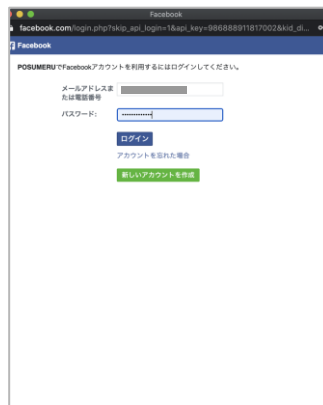 Facebook
facebook.com/login.php?skip_api_login=1&api_key=986888911817002&kid_di...
Facebook
POSUMERUでFacebookアカウントを利用するにはログインしてください。
メールアドレスま
たは電話番号
パスワード:
ログイン
アカウントを忘れた場合
新しいアカウントを作成